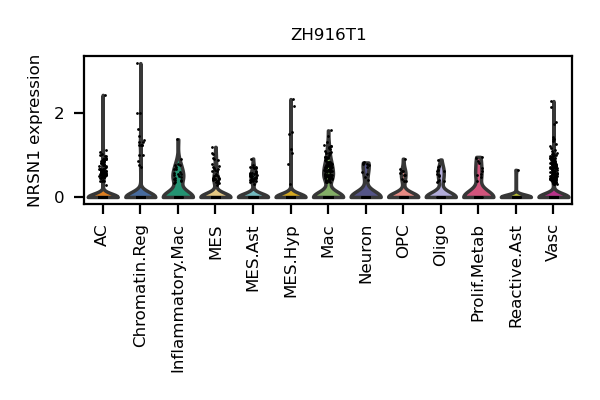 ZH916T1
NRSN1 expression
2
0
AC
Chromatin.Reg
Inflammatory.Mac
MES
MES.Ast
MES.Hyp
Mac
Neuron
OPC
Oligo
Prolif.Metab
Reactive.Ast
Vasc